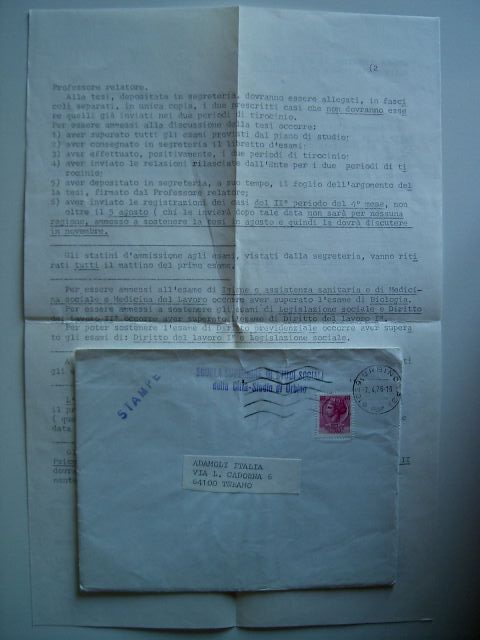 (2
Professore relatore.
Alla tesi, depositata in segreteria, dovranno essere allegati, in fasci
coli separati, in unica copia, i due prescritti casi che non dovranno esse
re quelli già inviati nei due periodi di tirocinio.
Per essere ammessi alla discussione della tesi occorre:
1) aver superato tutti gli esami previsti dal piano di studio;
2) aver consegnato in segreteria il libretto d'esami;
3) aver effettuato, positivamente, i due periodi di tirocinio;
4) aver inviato le relazioni rilasciate dall'Ente per i due periodi di ti
rocinio;
5) aver depositato in segreteria, a suo tempo, il foglio dell'argomento del
la tesi, firmato dal Professore relatore;
6) aver inviato le registrazioni dei casi del II° periodo del 4° mese, non
oltre il 5 agosto ( chi le invierà dopo tale data non sarà per nessuna
ragione, ammesso a sostenere la tesi in agosto e quindi la dovrà discutere
in novembre.
Gli statini d'ammissione agli esami, vistati dalla segreteria, vanno riti
rati tutti il mattino del primo esame.
Per essere ammessi all'esame di Igiene e assistenza sanitaria o di Medici-
na sociale e Medicina del Lavoro occorre aver superato l'esame di Biologia.
Per essere ammessi a sostenere gli esami di Legislazione sociale e Diritto
del lavoro II° occorre aver superato l'esame di Diritto del lavoro I°
Per poter sostenere l'esame di Diritto previdenziale occorre aver supera
to gli esami di: Diritto del lavoro I° e legislazione sociale.
SCUOLA SUPERIORE DI STUDI SOCIALI
della Città-Studio di Urbino
STAMPE
URBINO
ADAMOLI ITALIA
VIA L. CADORNA 6
64100 TERAMO